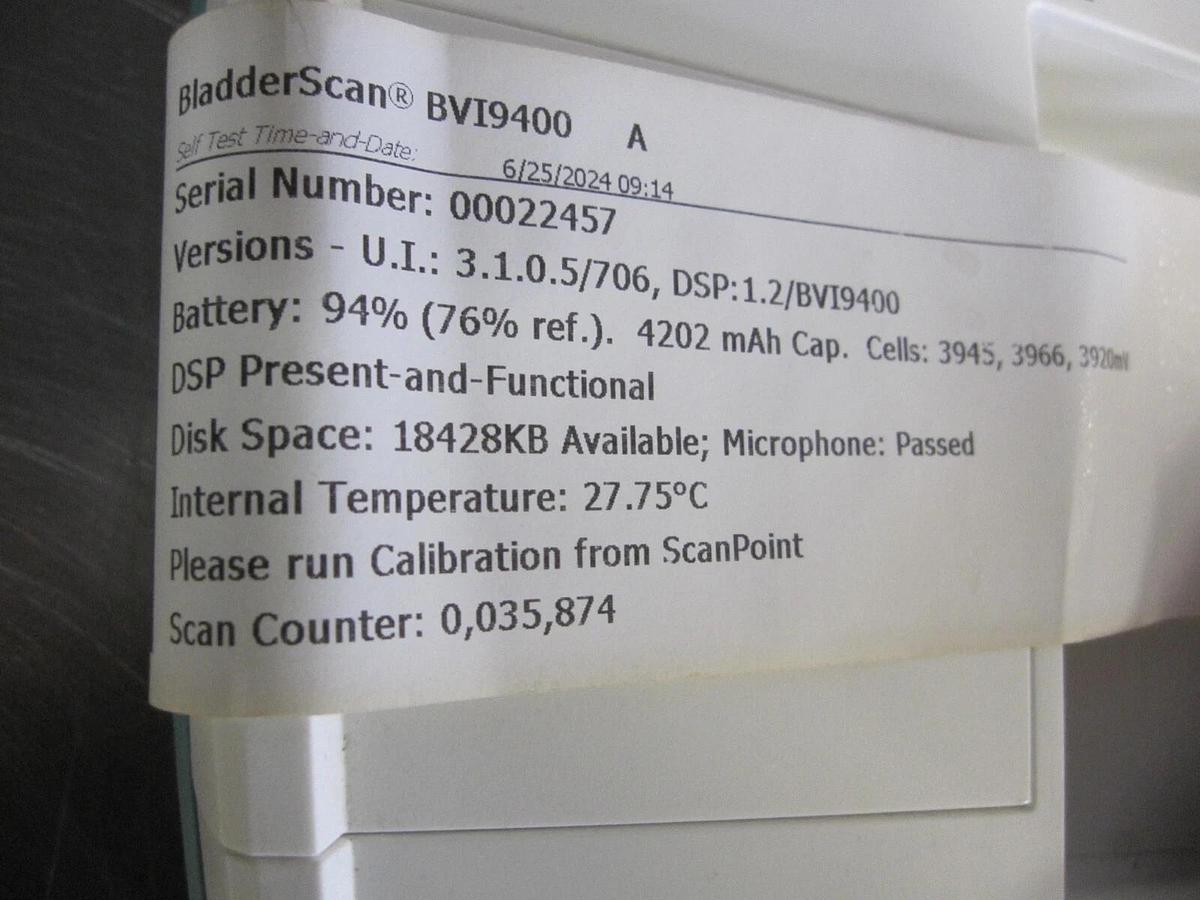 BladderScan® BVI9400 A
Self Test Time-and-Date: 6/25/2024 09:14
Serial Number: 00022457
Versions - U.I.: 3.1.0.5/706, DSP:1.2/BVI9400
Battery: 94% (76% ref.). 4202 mAh Cap. Cells: 3945, 3966, 3920mV
DSP Present-and-Functional
Disk Space: 18428KB Available; Microphone: Passed
Internal Temperature: 27.75°C
Please run Calibration from ScanPoint
Scan Counter: 0,035,874